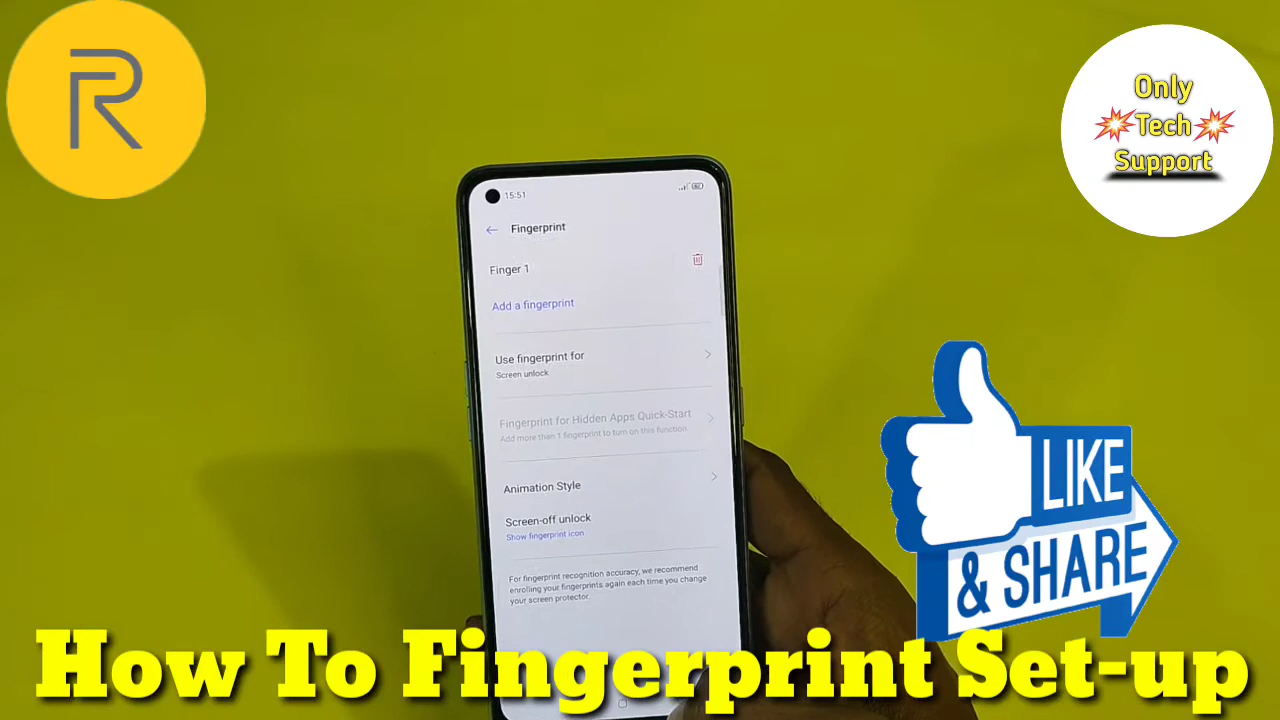 R
Only
Tech
Support
15:51
Fingerprint
Finger 1
Add a fingerprint
Use fingerprint for
Screen unlock
Fingerprint for Hidden Apps Quick-Start
Add more then 1 fingerprint to turn on this function.
Animation Style
Screen-off unlock
Show fingerprint icon
For fingerprint recognition accuracy, we recommend
enrolling your fingerprints again each time you change
your screen protector.
LIKE
& SHARE
How To Fingerprint Set-up